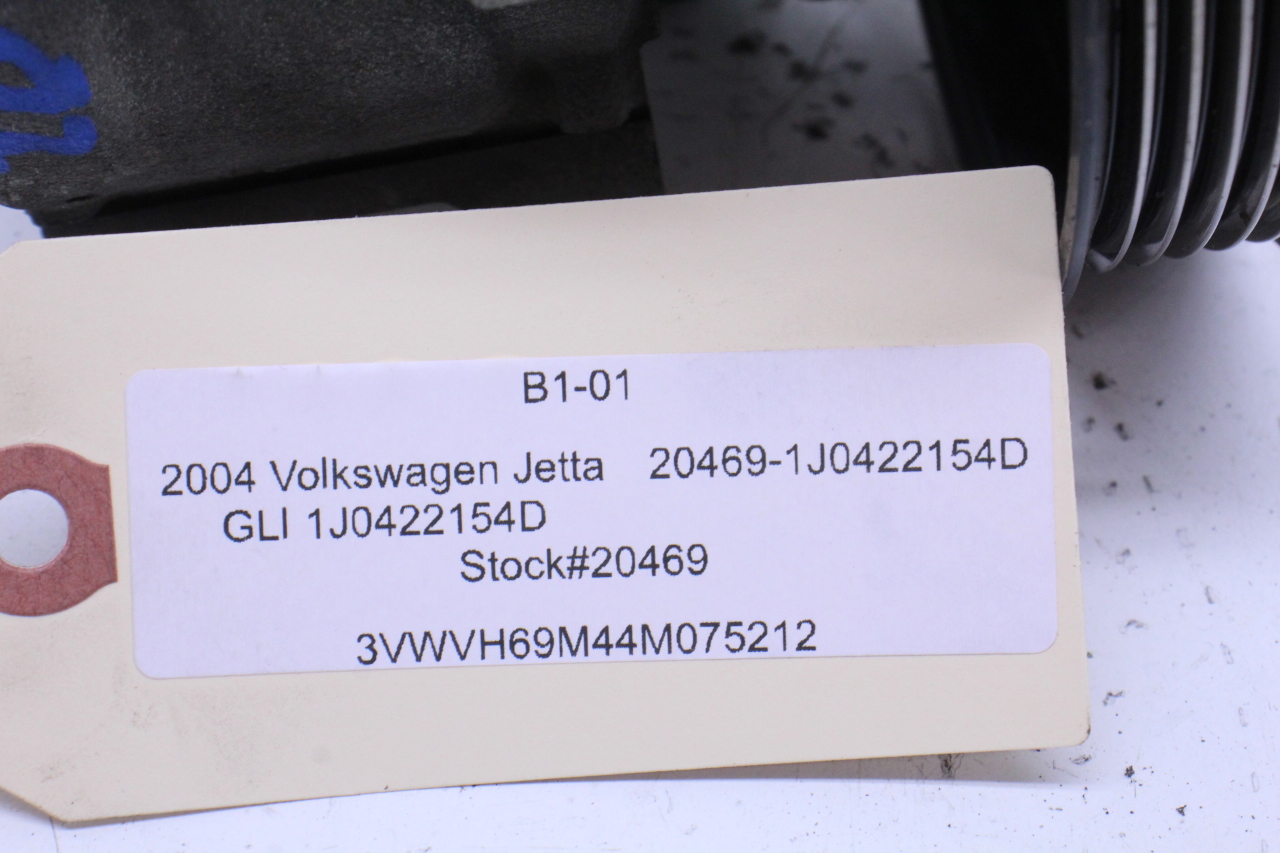 B1-01
2004 Volkswagen Jetta 20469-1J0422154D
GLI 1J0422154D
Stock#20469
3VWVH69M44M075212